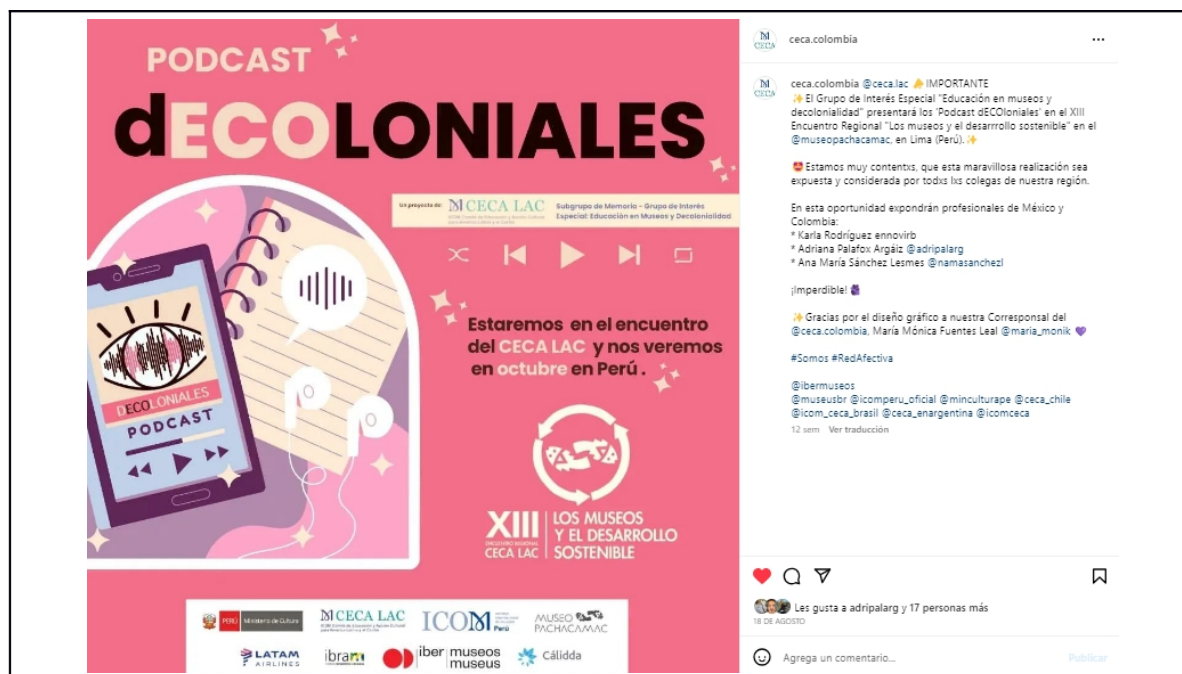 PODCAST
dECOLONIALES
Un proyecto de:
CECA LAC
Subgrupo de Memoria - Grupo de Interés
Especial: Educación en Museos y Decolonialidad
Estaremos en el encuentro
del CECA LAC y nos veremos
en octubre en Perú.
DECOLONIALES
PODCAST
XIII
ENCUENTRO REGIONAL
CECA LAC
LOS MUSEOS
Y EL DESARROLLO
SOSTENIBLE
PERÚ Ministerio de Cultura
CECA LAC
ICOM
Perú
MUSEO
PACHACAMAC
LATAM
AIRLINES
ibram
iber museos
museus
Cálidda
CECA
ceca.colombia
CECA
ceca.colombia @ceca.lac IMPORTANTE
El Grupo de Interés Especial "Educación en museos y
decolonialidad" presentará los 'Podcast dECOloniales' en el XIII
Encuentro Regional "Los museos y el desarrrollo sostenible" en el
@museopachacamac, en Lima (Perú).
Estamos muy contentxs, que esta maravillosa realización sea
expuesta y considerada por todxs lxs colegas de nuestra región.
En esta oportunidad expondrán profesionales de México y
Colombia:
* Karla Rodríguez ennovirb
* Adriana Palafox Argáiz @adripalarg
* Ana María Sánchez Lesmes @namasanchezl
¡Imperdible!
Gracias por el diseño gráfico a nuestra Corresponsal del
@ceca.colombia, María Mónica Fuentes Leal @maria_monik
#Somos #RedAfectiva
@ibermuseos
@museusbr @icomperu_oficial @minculturape @ceca_chile
@icom_ceca_brasil @ceca_enargentina @icomceca
12 sem Ver traducción
Les gusta a adripalarg y 17 personas más
18 DE AGOSTO
Agrega un comentario...
Publicar